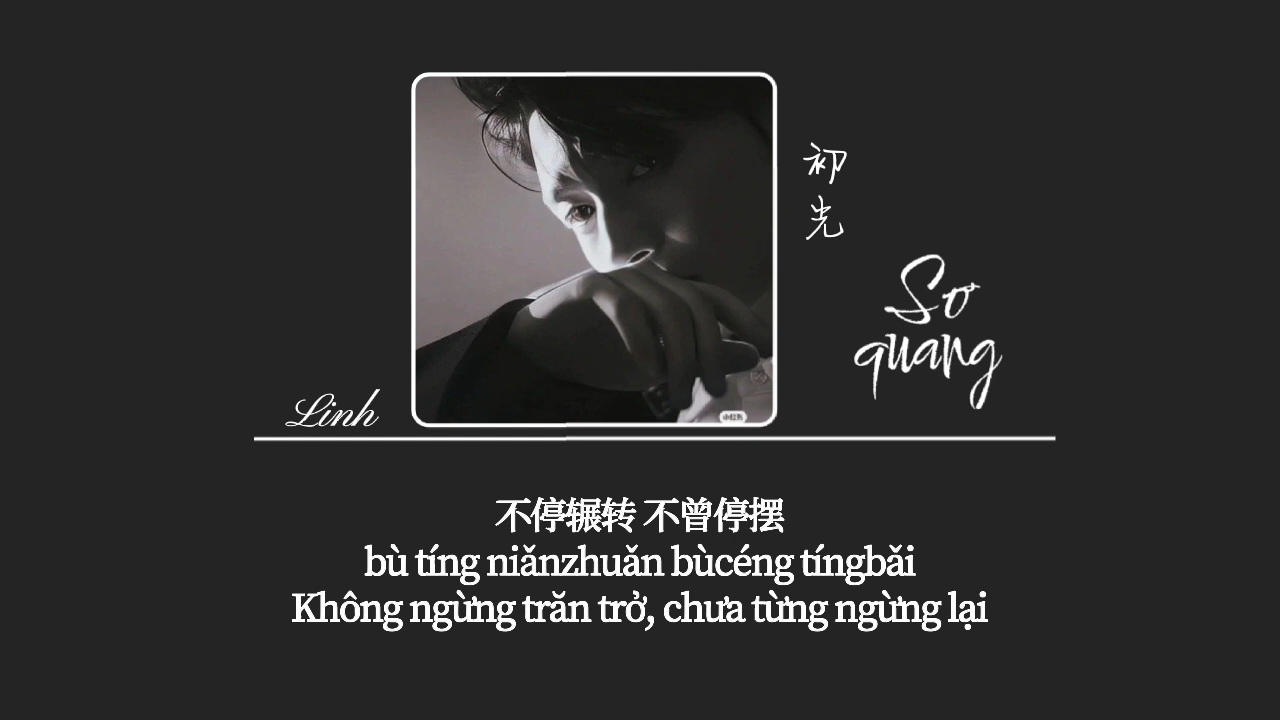 初光
Sơ
quang
Linh
不停辗转 不曾停摆
bù tíng niǎnzhuǎn bùcéng tíngbǎi
Không ngừng trăn trở, chưa từng ngừng lại